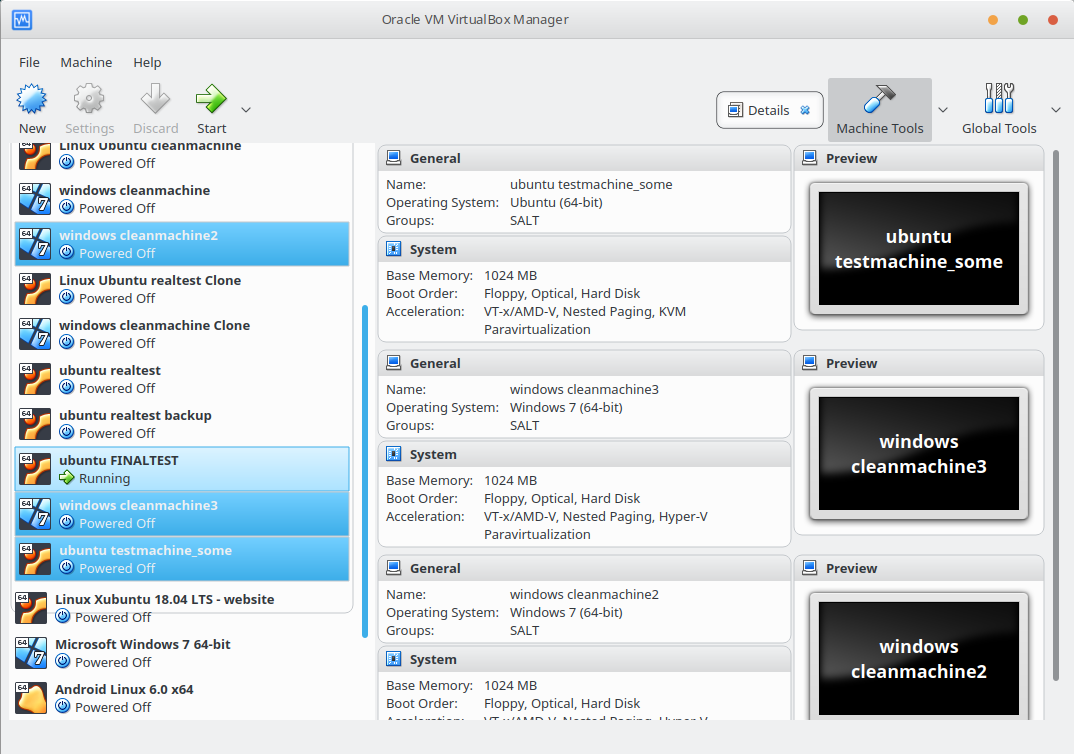 Oracle VM VirtualBox Manager
File Machine Help
New Settings Discard Start
Details Machine Tools Global Tools
Linux Ubuntu cleanmachine
Powered Off
windows cleanmachine
Powered Off
windows cleanmachine2
Powered Off
Linux Ubuntu realtest Clone
Powered Off
windows cleanmachine Clone
Powered Off
ubuntu realtest
Powered Off
ubuntu realtest backup
Powered Off
ubuntu FINALTEST
Running
windows cleanmachine3
Powered Off
ubuntu testmachine_some
Powered Off
Linux Xubuntu 18.04 LTS - website
Powered Off
Microsoft Windows 7 64-bit
Powered Off
Android Linux 6.0 x64
Powered Off
General
Name: ubuntu testmachine_some
Operating System: Ubuntu (64-bit)
Groups: SALT
System
Base Memory: 1024 MB
Boot Order: Floppy, Optical, Hard Disk
Acceleration: VT-x/AMD-V, Nested Paging, KVM
Paravirtualization
Preview
ubuntu
testmachine_some
General
Name: windows cleanmachine3
Operating System: Windows 7 (64-bit)
Groups: SALT
System
Base Memory: 1024 MB
Boot Order: Floppy, Optical, Hard Disk
Acceleration: VT-x/AMD-V, Nested Paging, Hyper-V
Paravirtualization
Preview
windows
cleanmachine3
General
Name: windows cleanmachine2
Operating System: Windows 7 (64-bit)
Groups: SALT
System
Base Memory: 1024 MB
Boot Order: Floppy, Optical, Hard Disk
Acceleration: VT-x/AMD-V, Nested Paging, Hyper-V
Preview
windows
cleanmachine2